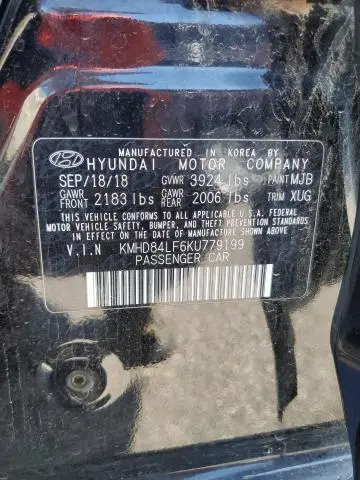 MANUFACTURED IN KOREA BY
HYUNDAI MOTOR COMPANY
SEP/18/18 GVWR 3924 lbs PAINT MJB
GAWR FRONT 2183 lbs GAWR REAR 2006 lbs TRIM XUG
THIS VEHICLE CONFORMS TO ALL APPLICABLE U.S.A. FEDERAL
MOTOR VEHICLE SAFETY, BUMPER, AND THEFT PREVENTION
STANDARDS IN EFFECT ON THE DATE OF MANUFACTURE SHOWN ABOVE.
V.I.N KMHD84LF6KU779199
PASSENGER CAR